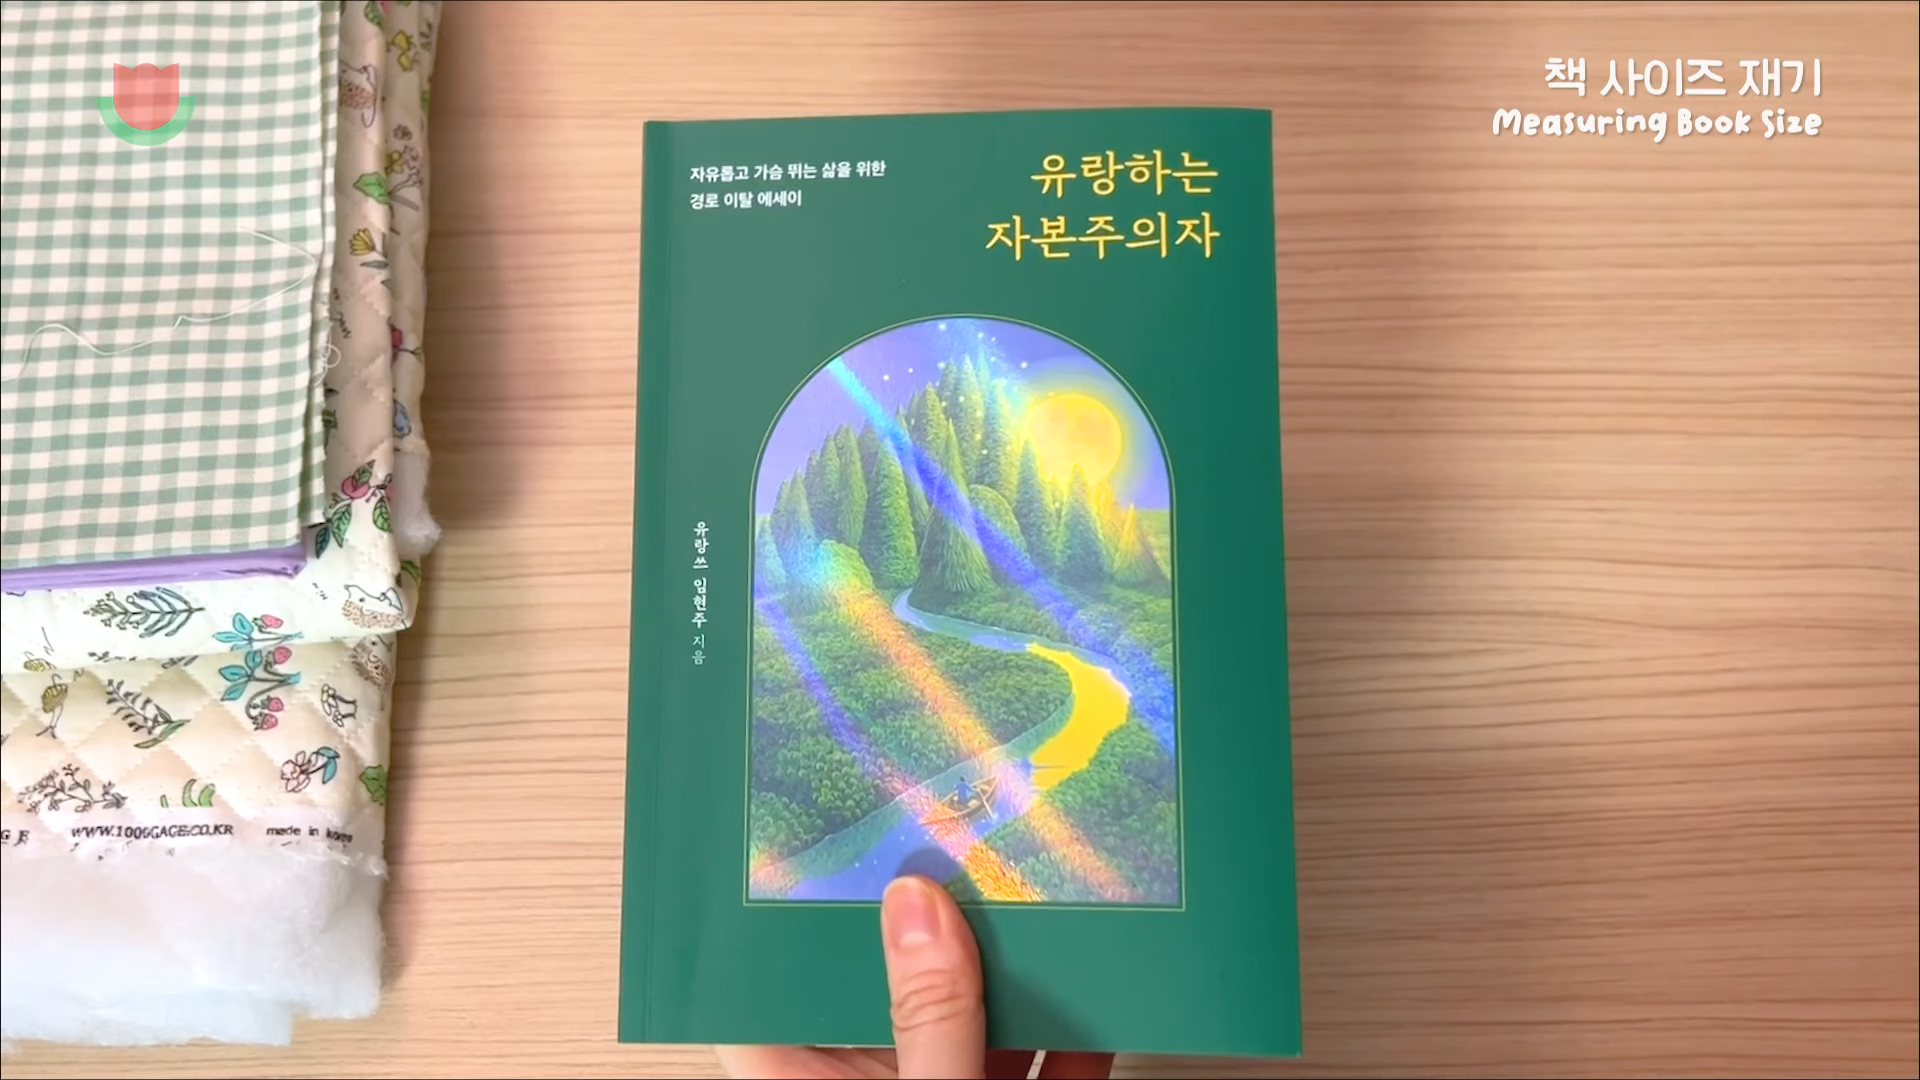 책 사이즈 재기
Measuring Book Size
자유롭고 가슴 뛰는 삶을 위한
경로 이탈 에세이
유랑하는
자본주의자
유랑쓰 임현주 지음
WWW.1000GAGE.CO.KR
made in korea